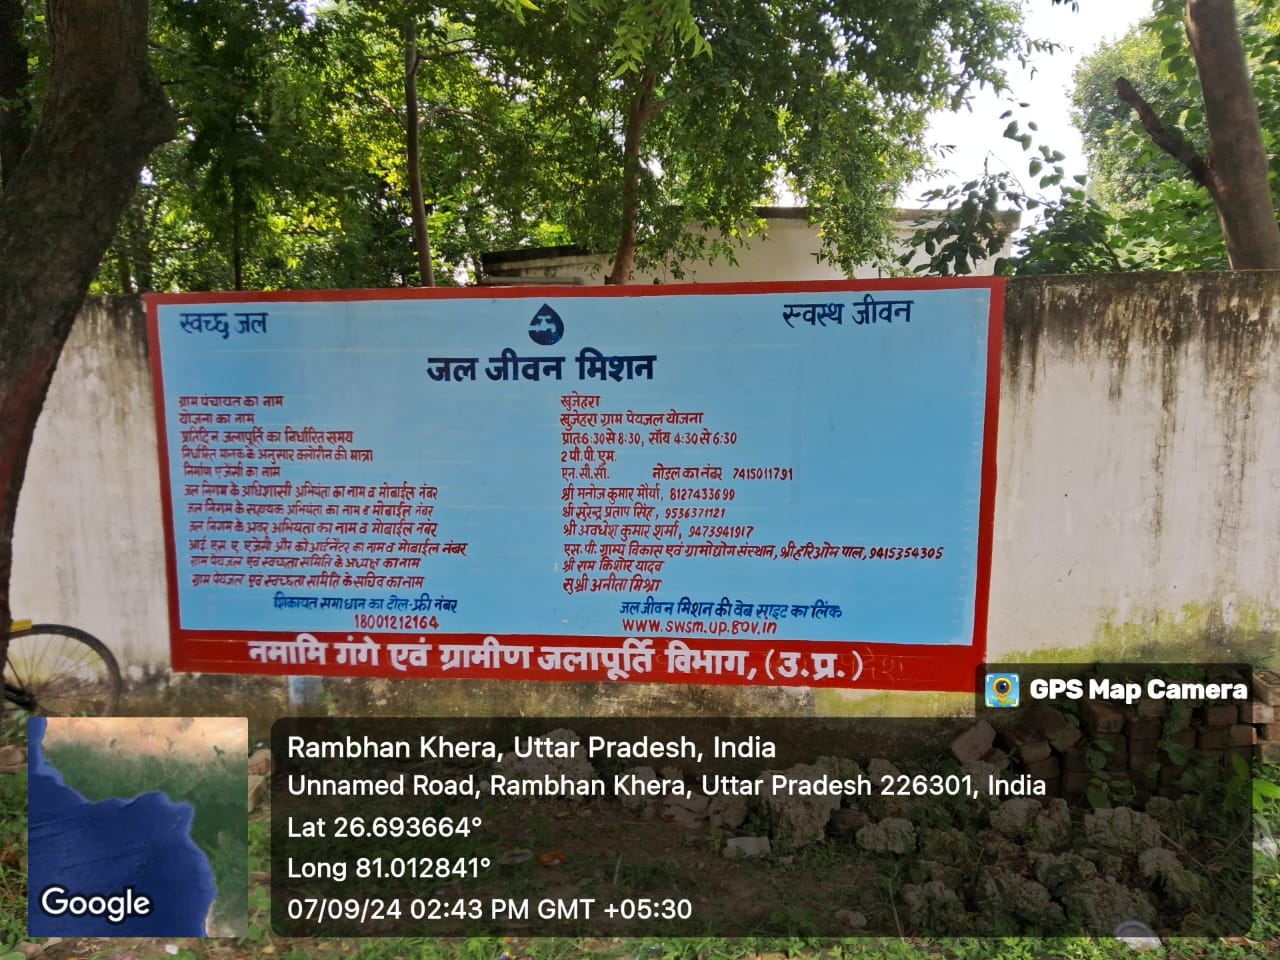 स्वच्छ जल
स्वस्थ जीवन
जल जीवन मिशन
ग्राम पंचायत का नाम खुजेहरा
योजना का नाम खुजेहरा ग्राम पेयजल योजना
प्रतिदिन जलापूर्ति का निर्धारित समय प्रातः 6:30 से 8:30, साँय 4:30 से 6:30
निर्धारित मानक के अनुसार क्लोरीन की मात्रा 2 पी.पी.एम.
निर्माण एजेंसी का नाम एन.सी.सी. नोडल का नंबर 7415011791
जल निगम के अधिशासी अभियंता का नाम व मोबाईल नंबर श्री मनोज कुमार मौर्या, 8127433699
जल निगम के सहायक अभियंता का नाम व मोबाईल नंबर श्री सुरेन्द्र प्रताप सिंह, 9536371121
जल निगम के अवर अभियंता का नाम व मोबाईल नंबर श्री अवधेश कुमार शर्मा, 9473941917
आई. एस. ए. एजेंसी और को आर्डिनेटर का नाम व मोबाईल नंबर एस. पी. ग्राम्य विकास एवं ग्रामोद्योग संस्थान, श्री हरिओम पाल, 9415354305
ग्राम पेयजल एवं स्वच्छता समिति के अध्यक्ष का नाम श्री राम किशोर यादव
ग्राम पेयजल एवं स्वच्छता समिति के सचिव का नाम सुश्री अनीता मिश्रा
शिकायत समाधान का टोल-फ्री नंबर
18001212164
जल जीवन मिशन की वेब साइट का लिंक
www.swsm.up.gov.in
नमामि गंगे एवं ग्रामीण जलापूर्ति विभाग, (उ.प्र.)
GPS Map Camera
Rambhan Khera, Uttar Pradesh, India
Unnamed Road, Rambhan Khera, Uttar Pradesh 226301, India
Lat 26.693664°
Long 81.012841°
07/09/24 02:43 PM GMT +05:30
Google